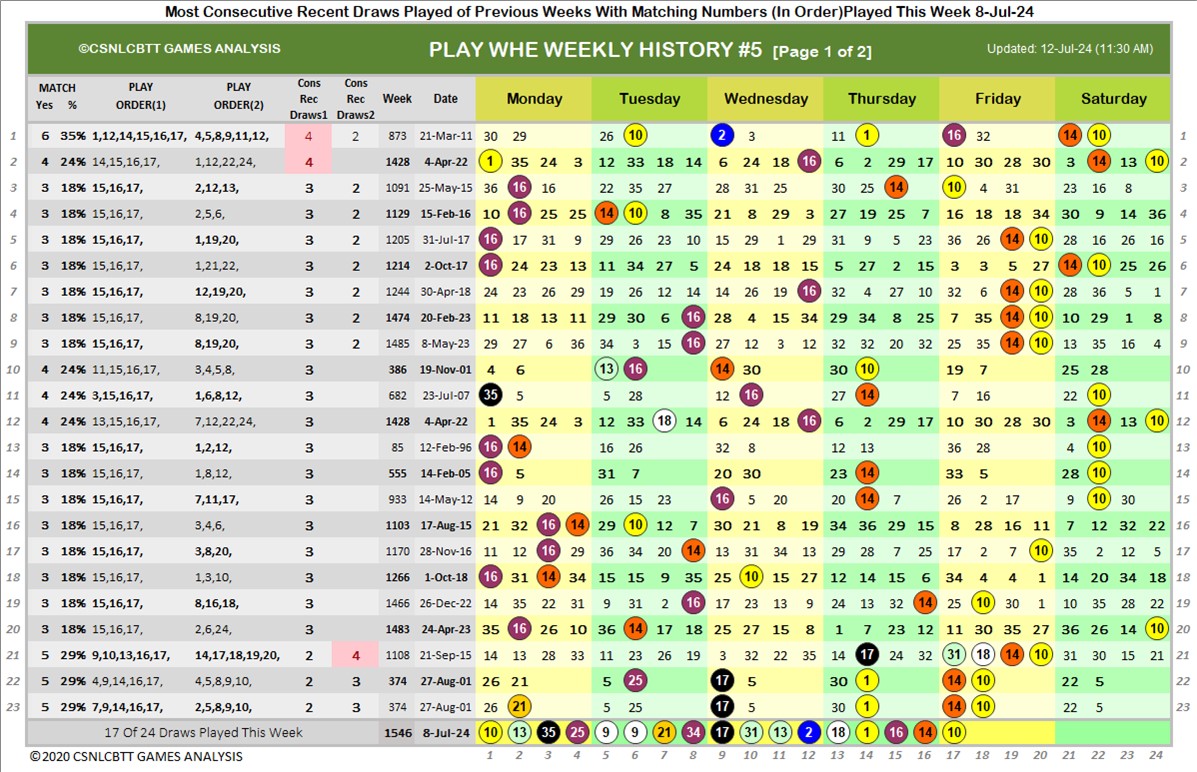 Most Consecutive Recent Draws Played of Previous Weeks With Matching Numbers (In Order)Played This Week 8-Jul-24
©CSNLCBTT GAMES ANALYSIS PLAY WHE WEEKLY HISTORY #5 [Page 1 of 2] Updated: 12-Jul-24 (11:30 AM)
MATCH PLAY PLAY Cons Cons Week Date Monday Tuesday Wednesday Thursday Friday Saturday
Yes % ORDER(1) ORDER(2) Rec Rec
Draws1 Draws2
1 6 35% 1,12,14,15,16,17, 4,5,8,9,11,12, 4 2 873 21-Mar-11 30 29 26 10 2 3 11 1 16 32 14 10 1
2 4 24% 14,15,16,17, 1,12,22,24, 4 1428 4-Apr-22 1 35 24 3 12 33 18 14 6 24 18 16 6 2 29 17 10 30 28 30 3 14 13 10 2
3 3 18% 15,16,17, 2,12,13, 3 2 1091 25-May-15 36 16 16 22 35 27 28 31 25 30 25 14 10 4 31 23 16 8 3
4 3 18% 15,16,17, 2,5,6, 3 2 1129 15-Feb-16 10 16 25 25 14 10 8 35 21 8 29 3 27 19 25 7 16 18 18 34 30 9 14 36 4
5 3 18% 15,16,17, 1,19,20, 3 2 1205 31-Jul-17 16 17 31 9 29 26 23 10 15 29 1 29 31 9 5 23 36 26 14 10 28 16 26 16 5
6 3 18% 15,16,17, 1,21,22, 3 2 1214 2-Oct-17 16 24 23 13 11 34 27 5 24 18 18 15 5 27 2 15 3 3 5 27 14 10 25 26 6
7 3 18% 15,16,17, 12,19,20, 3 2 1244 30-Apr-18 24 23 26 29 19 26 12 14 14 26 19 16 32 4 27 10 32 6 14 10 28 36 5 1 7
8 3 18% 15,16,17, 8,19,20, 3 2 1474 20-Feb-23 11 18 13 11 29 30 6 16 28 4 15 34 29 34 8 25 7 35 14 10 10 29 1 8 8
9 3 18% 15,16,17, 8,19,20, 3 2 1485 8-May-23 29 27 6 36 34 3 15 16 27 12 3 12 32 32 20 32 25 35 14 10 13 35 16 4 9
10 4 24% 11,15,16,17, 3,4,5,8, 3 386 19-Nov-01 4 6 13 16 14 30 30 10 19 7 25 28 10
11 4 24% 3,15,16,17, 1,6,8,12, 3 682 23-Jul-07 35 5 5 28 12 16 27 14 7 16 22 10 11
12 4 24% 13,15,16,17, 7,12,22,24, 3 1428 4-Apr-22 1 35 24 3 12 33 18 14 6 24 18 16 6 2 29 17 10 30 28 30 3 14 13 10 12
13 3 18% 15,16,17, 1,2,12, 3 85 12-Feb-96 16 14 16 26 32 8 12 13 36 28 4 10 13
14 3 18% 15,16,17, 1,8,12, 3 555 14-Feb-05 16 5 31 7 20 30 23 14 33 5 28 10 14
15 3 18% 15,16,17, 7,11,17, 3 933 14-May-12 14 9 20 26 15 23 16 5 20 20 14 7 26 2 17 9 10 30 15
16 3 18% 15,16,17, 3,4,6, 3 1103 17-Aug-15 21 32 16 14 29 10 12 7 30 21 8 19 34 36 29 15 8 28 16 11 7 12 32 22 16
17 3 18% 15,16,17, 3,8,20, 3 1170 28-Nov-16 11 12 16 29 36 34 20 14 13 31 34 13 29 28 7 25 17 2 7 10 35 2 12 5 17
18 3 18% 15,16,17, 1,3,10, 3 1266 1-Oct-18 16 31 14 34 15 15 9 35 25 10 15 27 12 14 15 6 34 4 4 1 14 20 34 18 18
19 3 18% 15,16,17, 8,16,18, 3 1466 26-Dec-22 14 35 22 31 9 31 2 16 17 23 13 9 24 13 32 14 25 10 30 1 10 35 28 22 19
20 3 18% 15,16,17, 2,6,24, 3 1483 24-Apr-23 35 16 26 10 36 14 17 18 25 27 15 8 1 7 23 12 11 30 35 27 36 26 14 10 20
21 5 29% 9,10,13,16,17, 14,17,18,19,20, 2 4 1108 21-Sep-15 14 13 28 33 11 23 26 19 3 32 22 35 14 17 24 32 31 18 14 10 31 30 15 21 21
22 5 29% 4,9,14,16,17, 4,5,8,9,10, 2 3 374 27-Aug-01 26 21 5 25 17 5 30 1 14 10 22 5 22
23 5 29% 7,9,14,16,17, 2,5,8,9,10, 2 3 374 27-Aug-01 26 21 5 25 17 5 30 1 14 10 22 5 23
17 Of 24 Draws Played This Week 1546 8-Jul-24 10 13 35 25 9 9 21 34 17 31 13 2 18 1 16 14 10
©2020 CSNLCBTT GAMES ANALYSIS 1 2 3 4 5 6 7 8 9 10 11 12 13 14 15 16 17 18 19 20 21 22 23 24